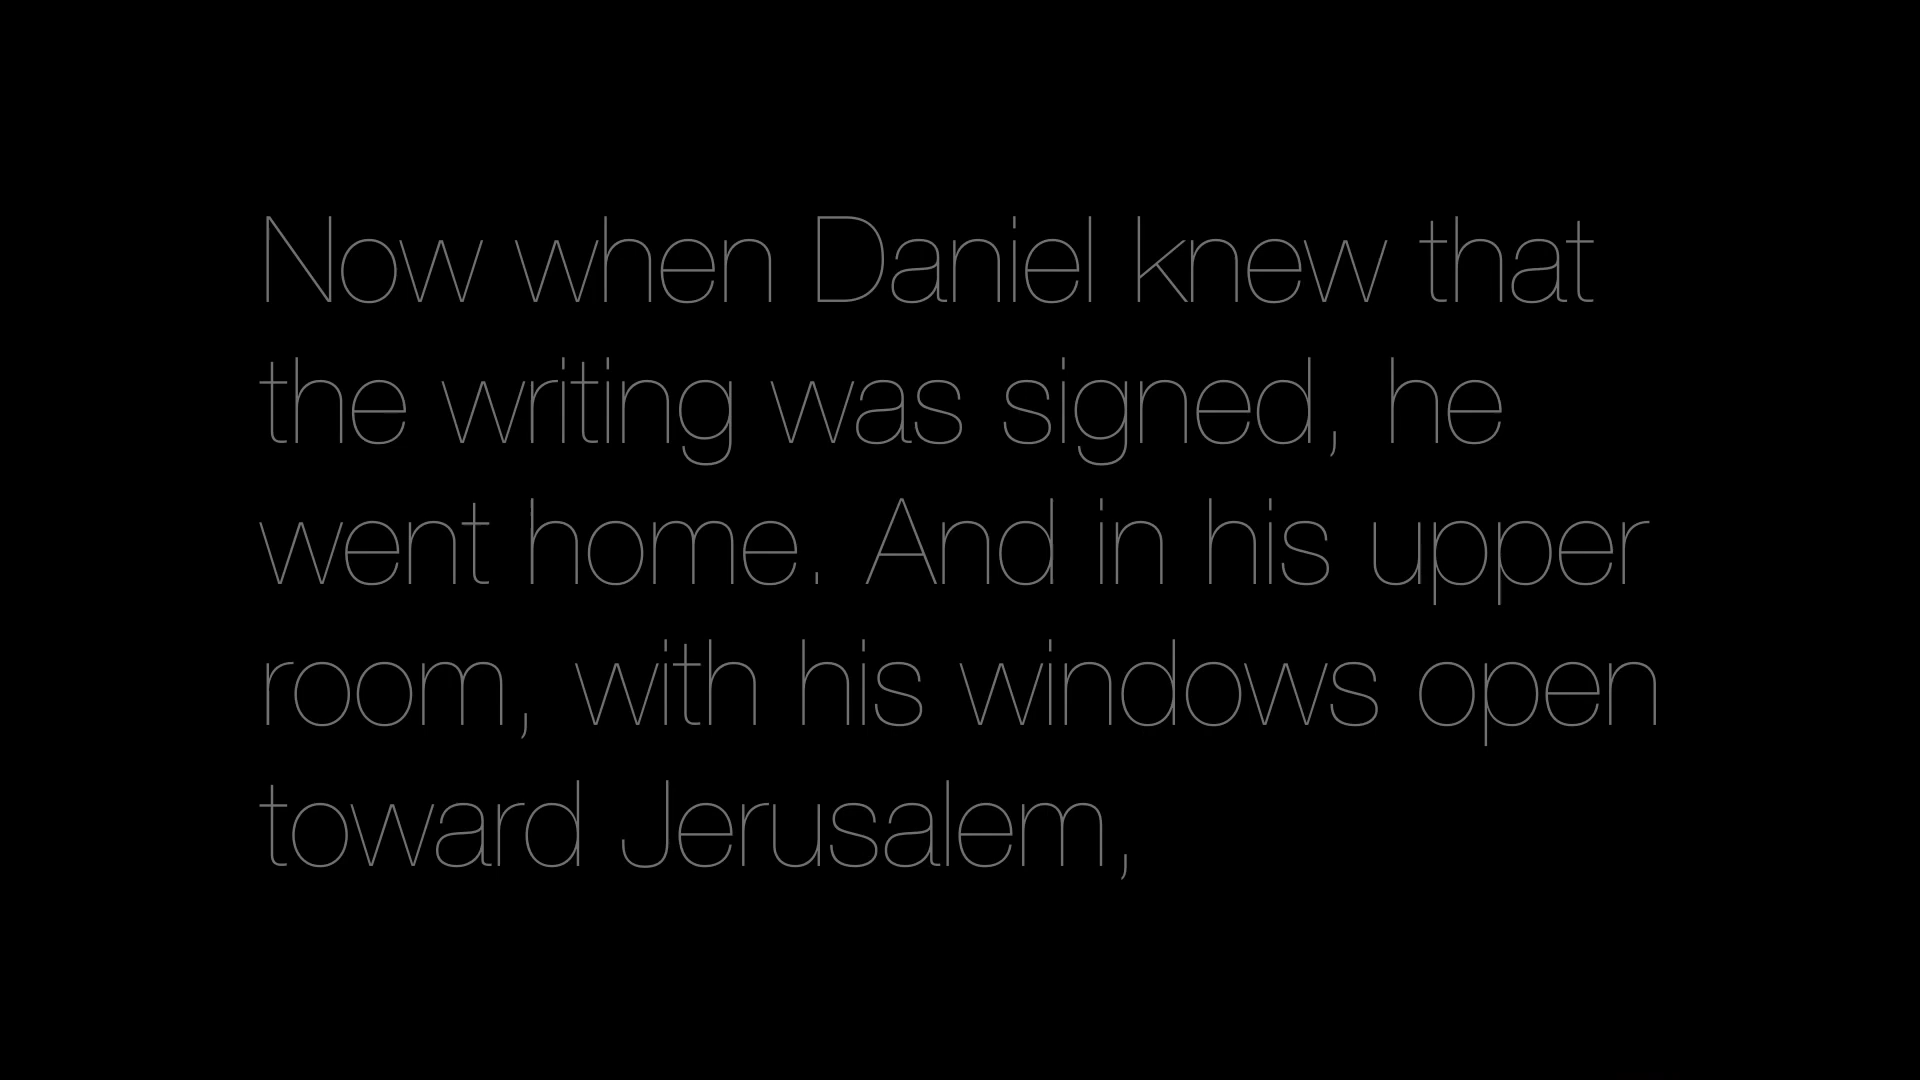 Now when Daniel knew that
the writing was signed, he
went home. And in his upper
room, with his windows open
toward Jerusalem,